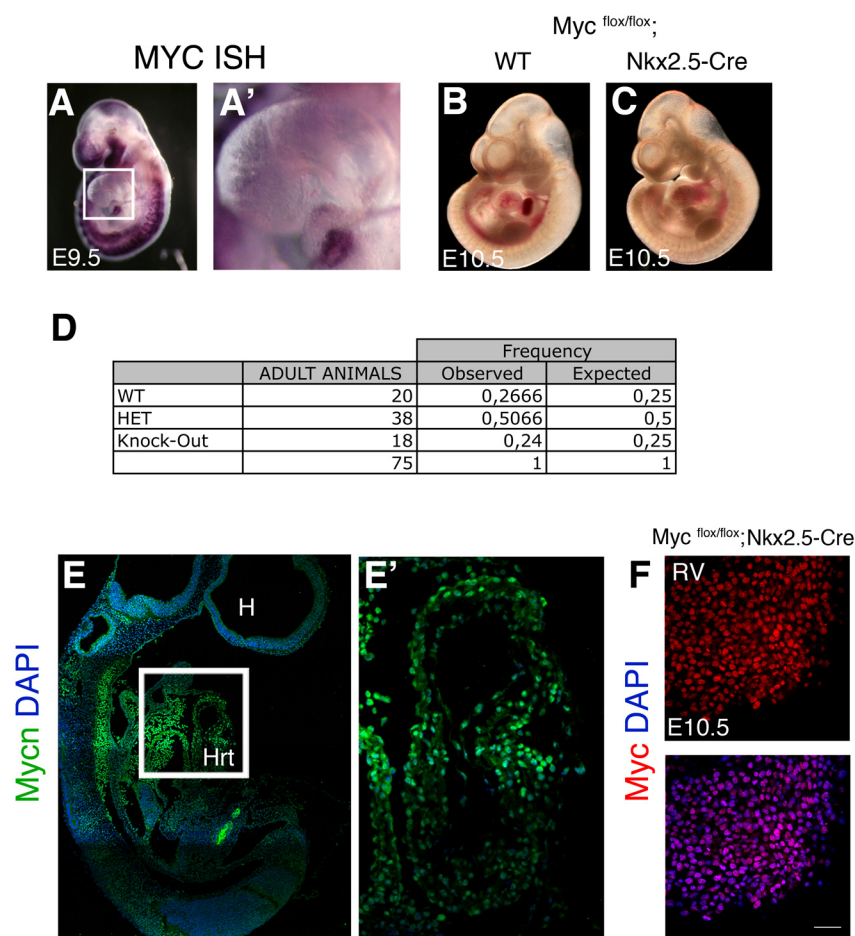 Myc flox/flox;
MYC ISH
WT
Nkx2.5-Cre
A
A'
B
C
E9.5
E10.5
E10.5
D
Frequency
ADULT ANIMALS Observed Expected
WT 20 0,2666 0,25
HET 38 0,5066 0,5
Knock-Out 18 0,24 0,25
75 1 1
Myc flox/flox;Nkx2.5-Cre
E
H
Hrt
E'
F
RV
E10.5
Mycn DAPI
Myc DAPI